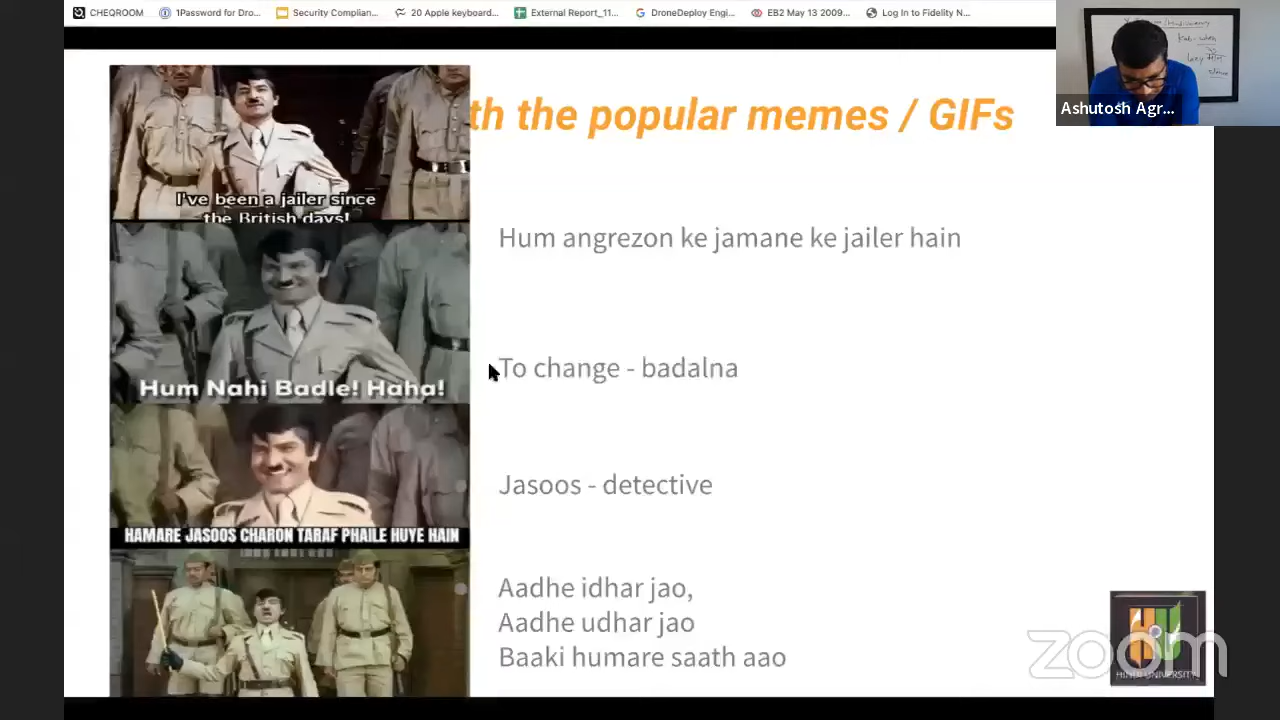 CHEQROOM 1Password for Dro... Security Complian... 20 Apple keyboard... External Report_11... DroneDeploy Engi... EB2 May 13 2009... Log In to Fidelity N...
Ashutosh Agr...
th the popular memes / GIFs
I've been a jailer since
the British days!
Hum angrezon ke jamane ke jailer hain
Hum Nahi Badle! Haha!
To change - badalna
Jasoos - detective
HAMARE JASOOS CHARON TARAF PHAILE HUYE HAIN
Aadhe idhar jao,
Aadhe udhar jao
Baaki humare saath aao
HU
zoom
HINDI UNIVERSITY